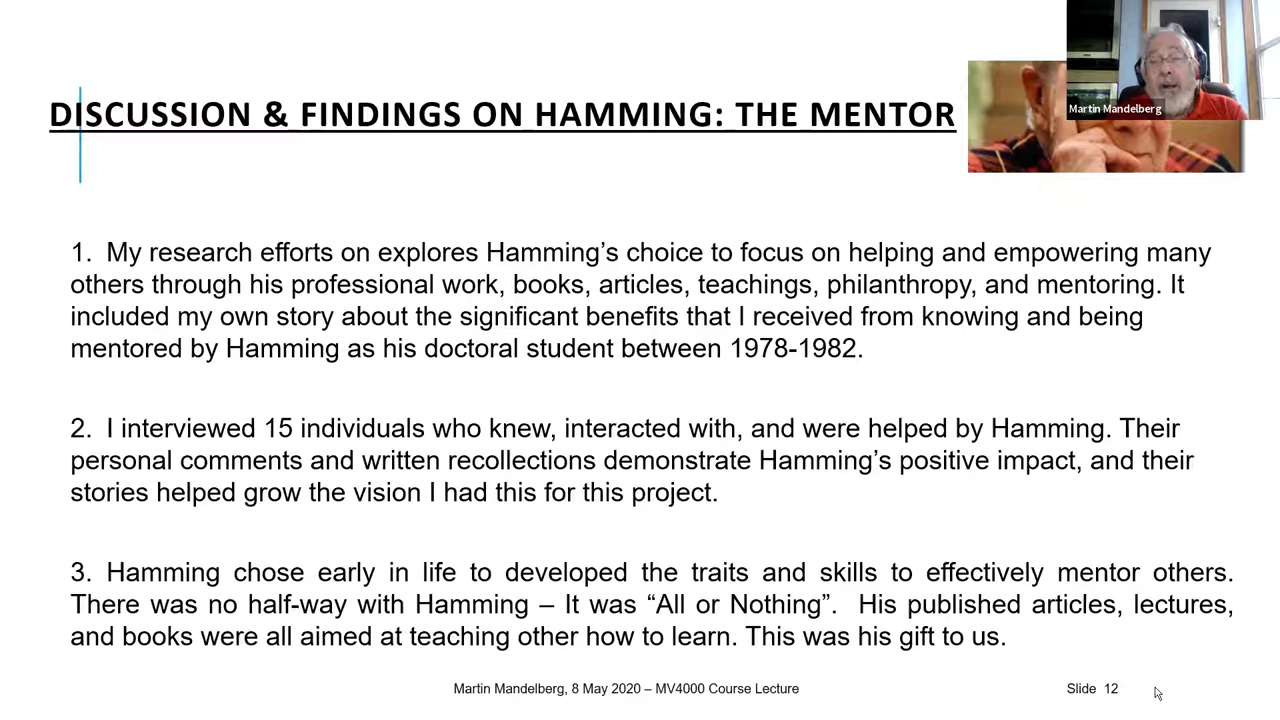 Martin Mandelberg
DISCUSSION & FINDINGS ON HAMMING: THE MENTOR
1. My research efforts on explores Hamming’s choice to focus on helping and empowering many
others through his professional work, books, articles, teachings, philanthropy, and mentoring. It
included my own story about the significant benefits that I received from knowing and being
mentored by Hamming as his doctoral student between 1978-1982.
2. I interviewed 15 individuals who knew, interacted with, and were helped by Hamming. Their
personal comments and written recollections demonstrate Hamming’s positive impact, and their
stories helped grow the vision I had this for this project.
3. Hamming chose early in life to developed the traits and skills to effectively mentor others.
There was no half-way with Hamming – It was “All or Nothing”. His published articles, lectures,
and books were all aimed at teaching other how to learn. This was his gift to us.
Martin Mandelberg, 8 May 2020 – MV4000 Course Lecture
Slide 12